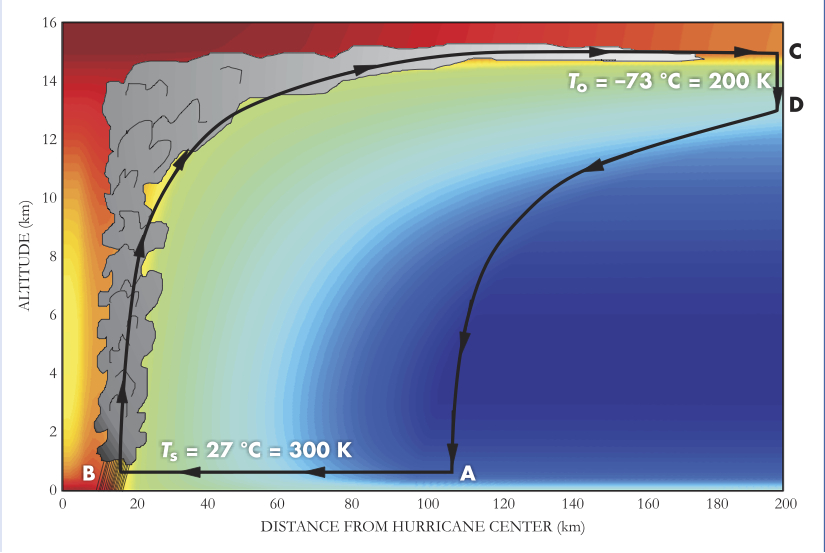 16
14
12
10
8
6
4
2
0
ALTITUDE (km)
C
To = –73 °C = 200 K
D
Ts = 27 °C = 300 K
B
A
0 20 40 60 80 100 120 140 160 180 200
DISTANCE FROM HURRICANE CENTER (km)